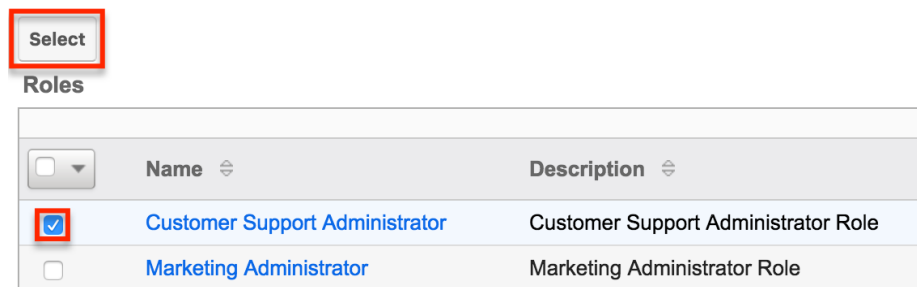 Select
Roles
Name Description
Customer Support Administrator Customer Support Administrator Role
Marketing Administrator Marketing Administrator Role